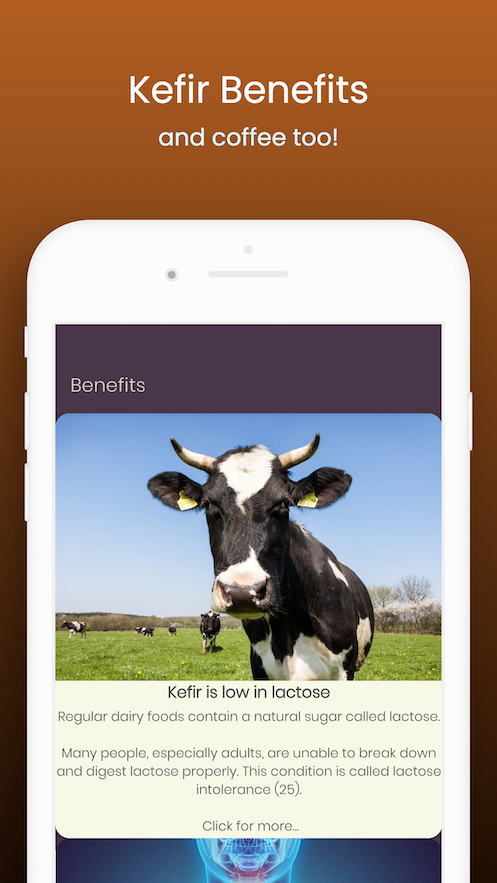 Kefir Benefits
and coffee too!
Benefits
Kefir is low in lactose
Regular dairy foods contain a natural sugar called lactose.
Many people, especially adults, are unable to break down
and digest lactose properly. This condition is called lactose
intolerance (25).
Click for more...